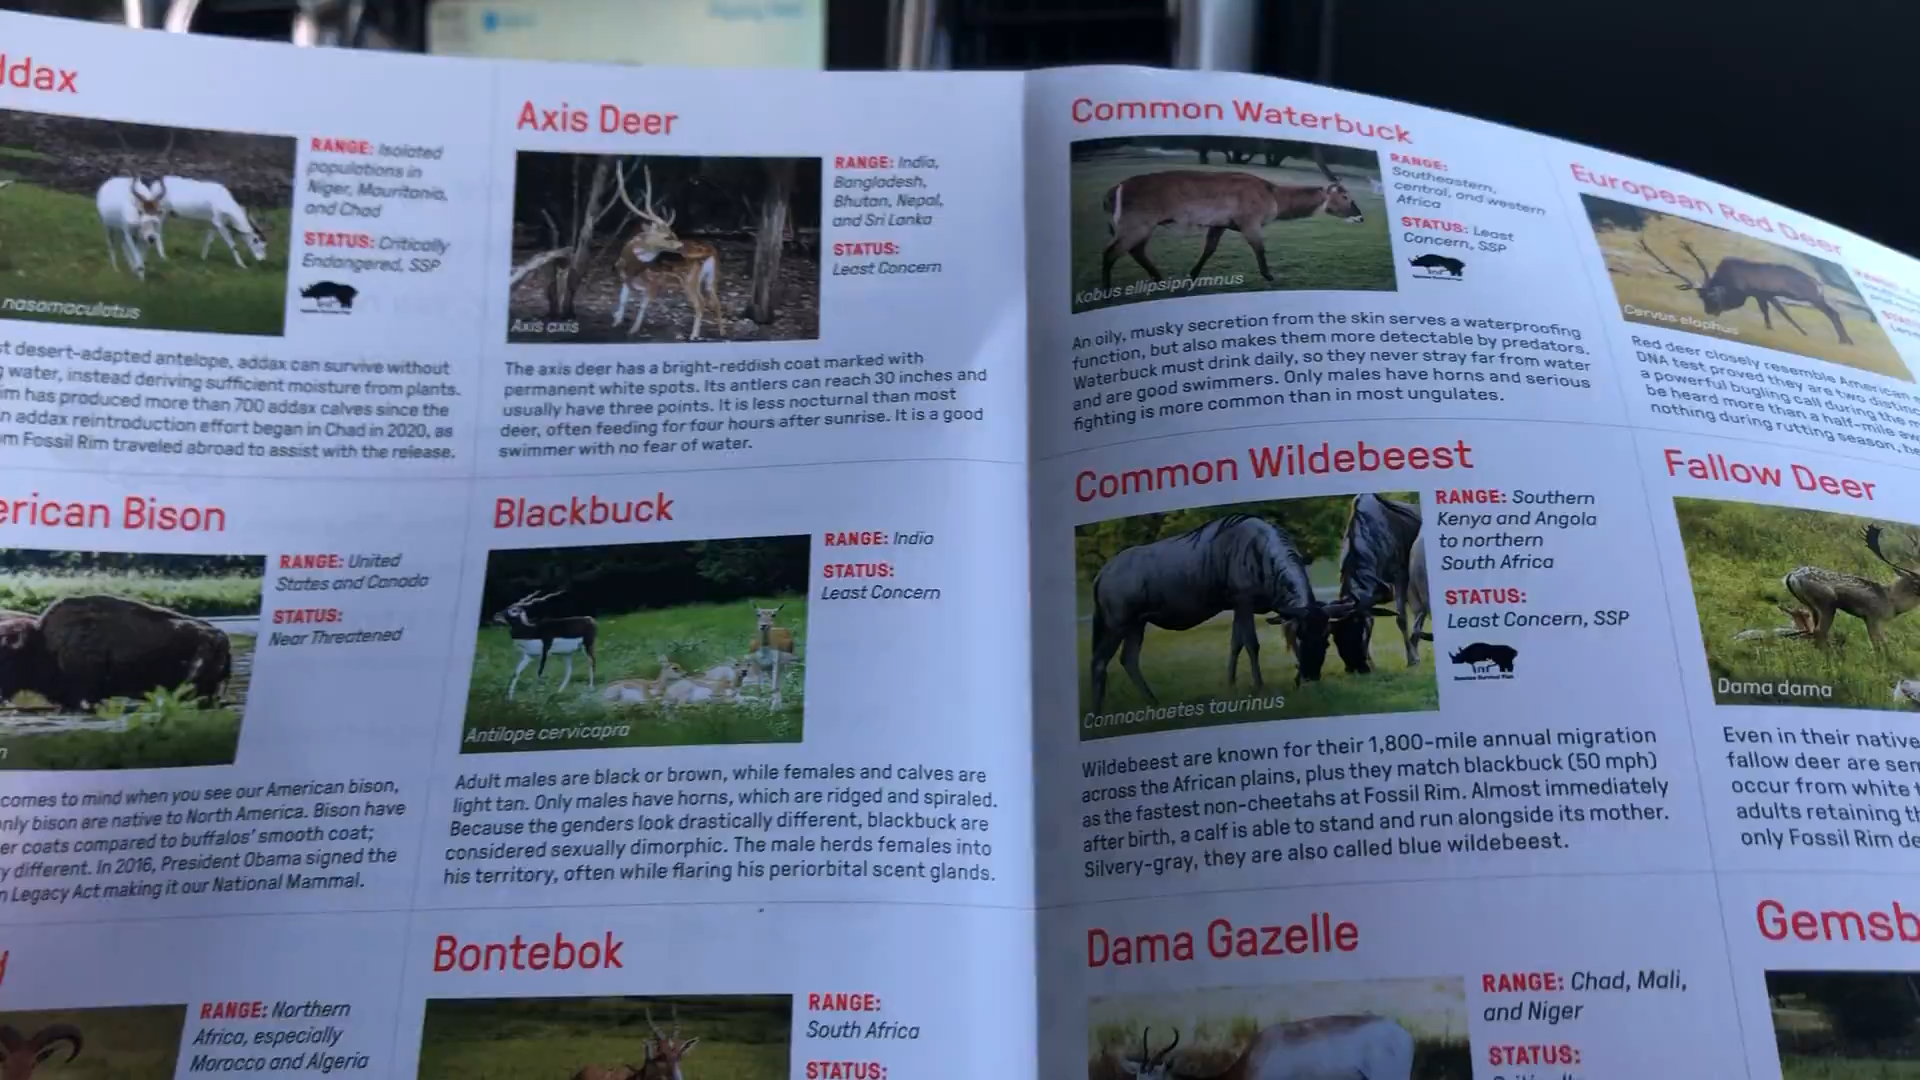 ddax
RANGE: Isolated
populations in
Niger, Mauritania,
and Chad
STATUS: Critically
Endangered, SSP
nasomaculatus
t desert-adapted antelope, addax can survive without
water, instead deriving sufficient moisture from plants.
im has produced more than 700 addax calves since the
n addax reintroduction effort began in Chad in 2020, as
m Fossil Rim traveled abroad to assist with the release.
Axis Deer
RANGE: India,
Bangladesh,
Bhutan, Nepal,
and Sri Lanka
STATUS:
Least Concern
Axis axis
The axis deer has a bright-reddish coat marked with
permanent white spots. Its antlers can reach 30 inches and
usually have three points. It is less nocturnal than most
deer, often feeding for four hours after sunrise. It is a good
swimmer with no fear of water.
erican Bison
RANGE: United
States and Canada
STATUS:
Near Threatened
n
comes to mind when you see our American bison,
nly bison are native to North America. Bison have
er coats compared to buffalos' smooth coat;
y different. In 2016, President Obama signed the
n Legacy Act making it our National Mammal.
Blackbuck
RANGE: India
STATUS:
Least Concern
Antilope cervicapra
Adult males are black or brown, while females and calves are
light tan. Only males have horns, which are ridged and spiraled.
Because the genders look drastically different, blackbuck are
considered sexually dimorphic. The male herds females into
his territory, often while flaring his periorbital scent glands.
d
RANGE: Northern
Africa, especially
Morocco and Algeria
Bontebok
RANGE:
South Africa
STATUS:
Common Waterbuck
RANGE:
Southeastern,
central, and western
Africa
STATUS: Least
Concern, SSP
Kobus ellipsiprymnus
An oily, musky secretion from the skin serves a waterproofing
function, but also makes them more detectable by predators.
Waterbuck must drink daily, so they never stray far from water
and are good swimmers. Only males have horns and serious
fighting is more common than in most ungulates.
European Red Deer
Cervus elaphus
Red deer closely resemble American
DNA test proved they are two distinc
a powerful bugling call during the
be heard more than a half-mile aw
nothing during rutting season, he
Common Wildebeest
RANGE: Southern
Kenya and Angola
to northern
South Africa
STATUS:
Least Concern, SSP
Connochaetes taurinus
Wildebeest are known for their 1,800-mile annual migration
across the African plains, plus they match blackbuck (50 mph)
as the fastest non-cheetahs at Fossil Rim. Almost immediately
after birth, a calf is able to stand and run alongside its mother.
Silvery-gray, they are also called blue wildebeest.
Fallow Deer
Dama dama
Even in their native
fallow deer are sen
occur from white t
adults retaining th
only Fossil Rim de
Dama Gazelle
RANGE: Chad, Mali,
and Niger
STATUS:
Gemsb